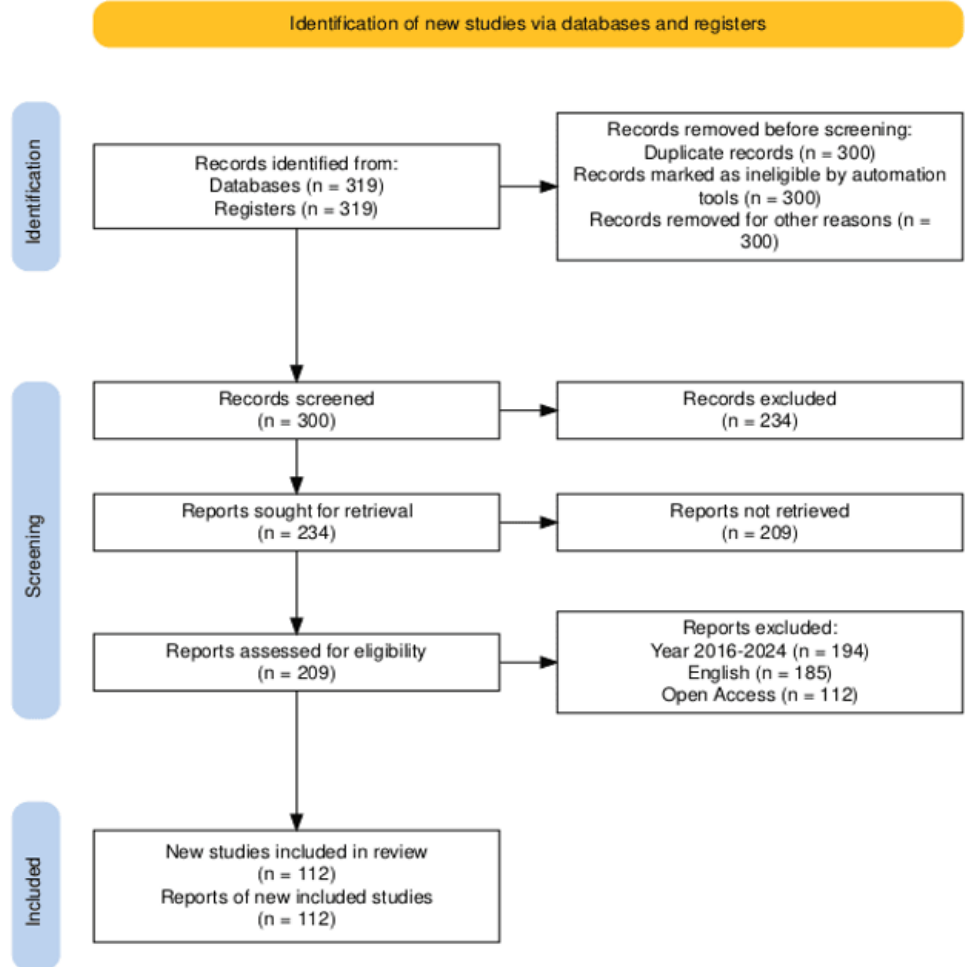 Identification of new studies via databases and registers
Identification
Records identified from:
Databases (n = 319)
Registers (n = 319)
Records removed before screening:
Duplicate records (n = 300)
Records marked as ineligible by automation
tools (n = 300)
Records removed for other reasons (n =
300)
Screening
Records screened
(n = 300)
Records excluded
(n = 234)
Reports sought for retrieval
(n = 234)
Reports not retrieved
(n = 209)
Reports assessed for eligibility
(n = 209)
Reports excluded:
Year 2016-2024 (n = 194)
English (n = 185)
Open Access (n = 112)
Included
New studies included in review
(n = 112)
Reports of new included studies
(n = 112)